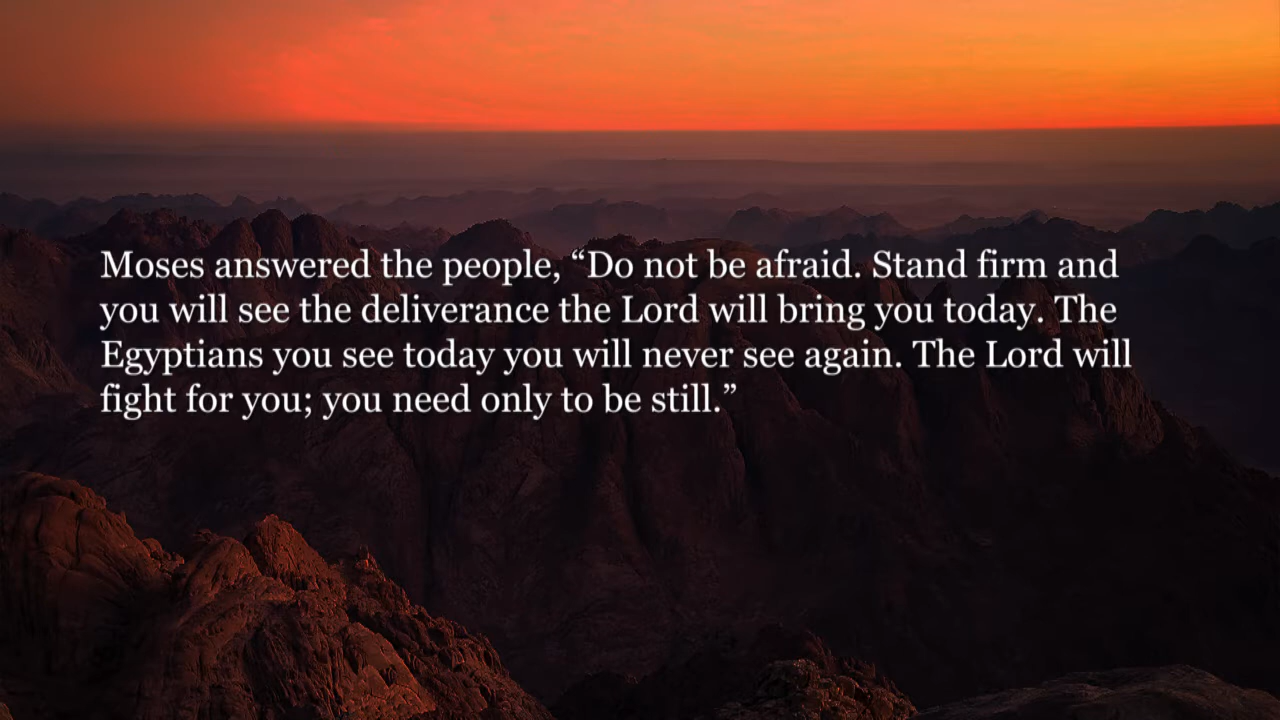 Moses answered the people, “Do not be afraid. Stand firm and
you will see the deliverance the Lord will bring you today. The
Egyptians you see today you will never see again. The Lord will
fight for you; you need only to be still.”